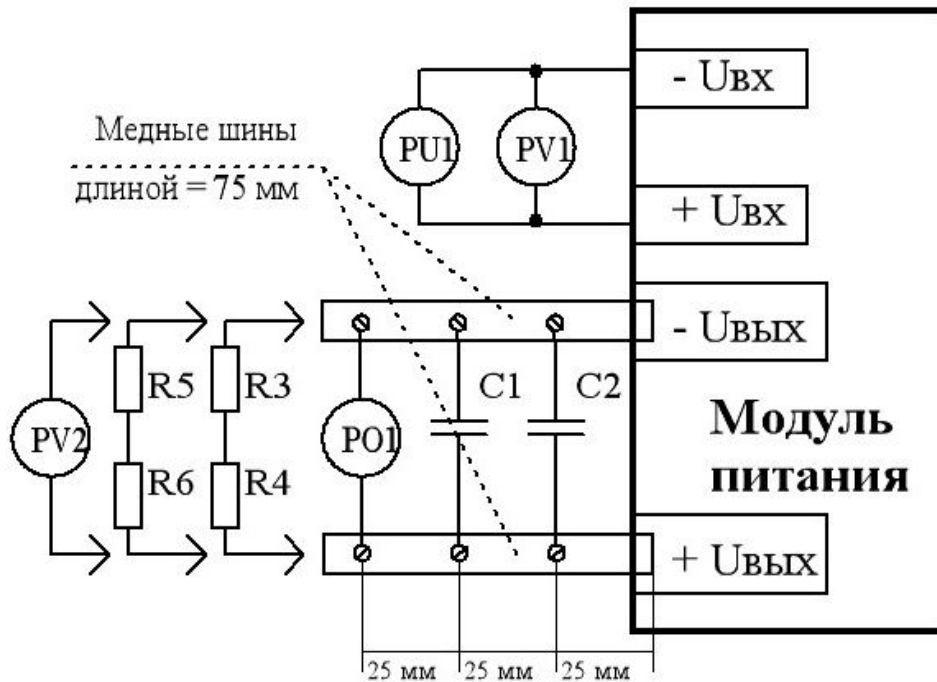 - Uвх
PU1
PV1
Медные шины
длиной = 75 мм
+ Uвх
- Uвых
R5
R3
C1
C2
PV2
PO1
Модуль
питания
R6
R4
+ Uвых
25 мм
25 мм
25 мм